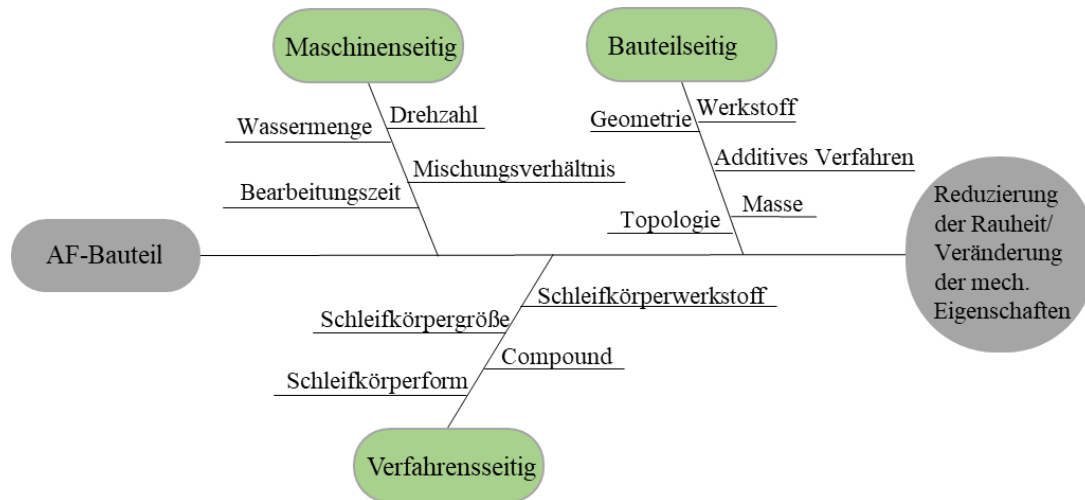 Maschinenseitig
Bauteilseitig
Drehzahl
Wassermenge
Mischungsverhältnis
Bearbeitungszeit
Werkstoff
Geometrie
Additives Verfahren
Masse
Topologie
AF-Bauteil
Reduzierung
der Rauheit/
Veränderung
der mech.
Eigenschaften
Schleifkörperwerkstoff
Schleifkörpergröße
Compound
Schleifkörperform
Verfahrensseitig